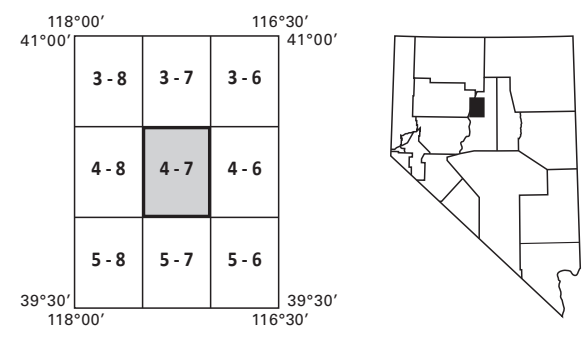 118°00′ 116°30′
41°00′ 41°00′
3 - 8 3 - 7 3 - 6
4 - 8 4 - 7 4 - 6
5 - 8 5 - 7 5 - 6
39°30′ 39°30′
118°00′ 116°30′